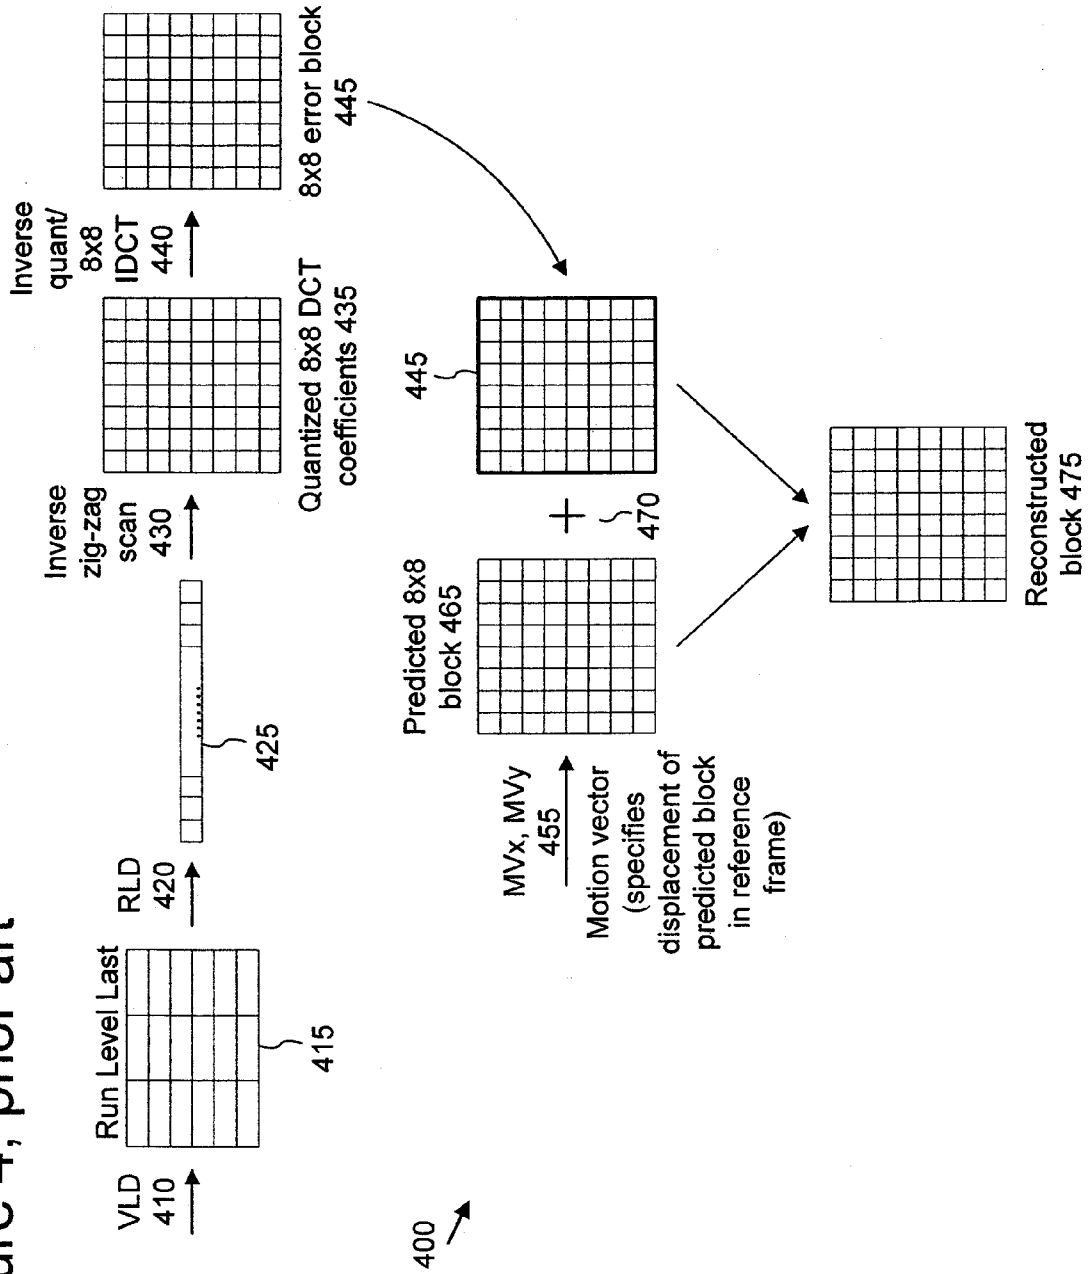 ure 4, prior art
VLD
410
Run Level Last
415
RLD
420
425
Inverse
zig-zag
scan
430
Quantized 8x8 DCT
coefficients 435
Inverse
quant/
8x8
IDCT
440
8x8 error block
445
400
MVx, MVy
455
Motion vector
(specifies
displacement of
predicted block
in reference
frame)
Predicted 8x8
block 465
+
470
445
Reconstructed
block 475